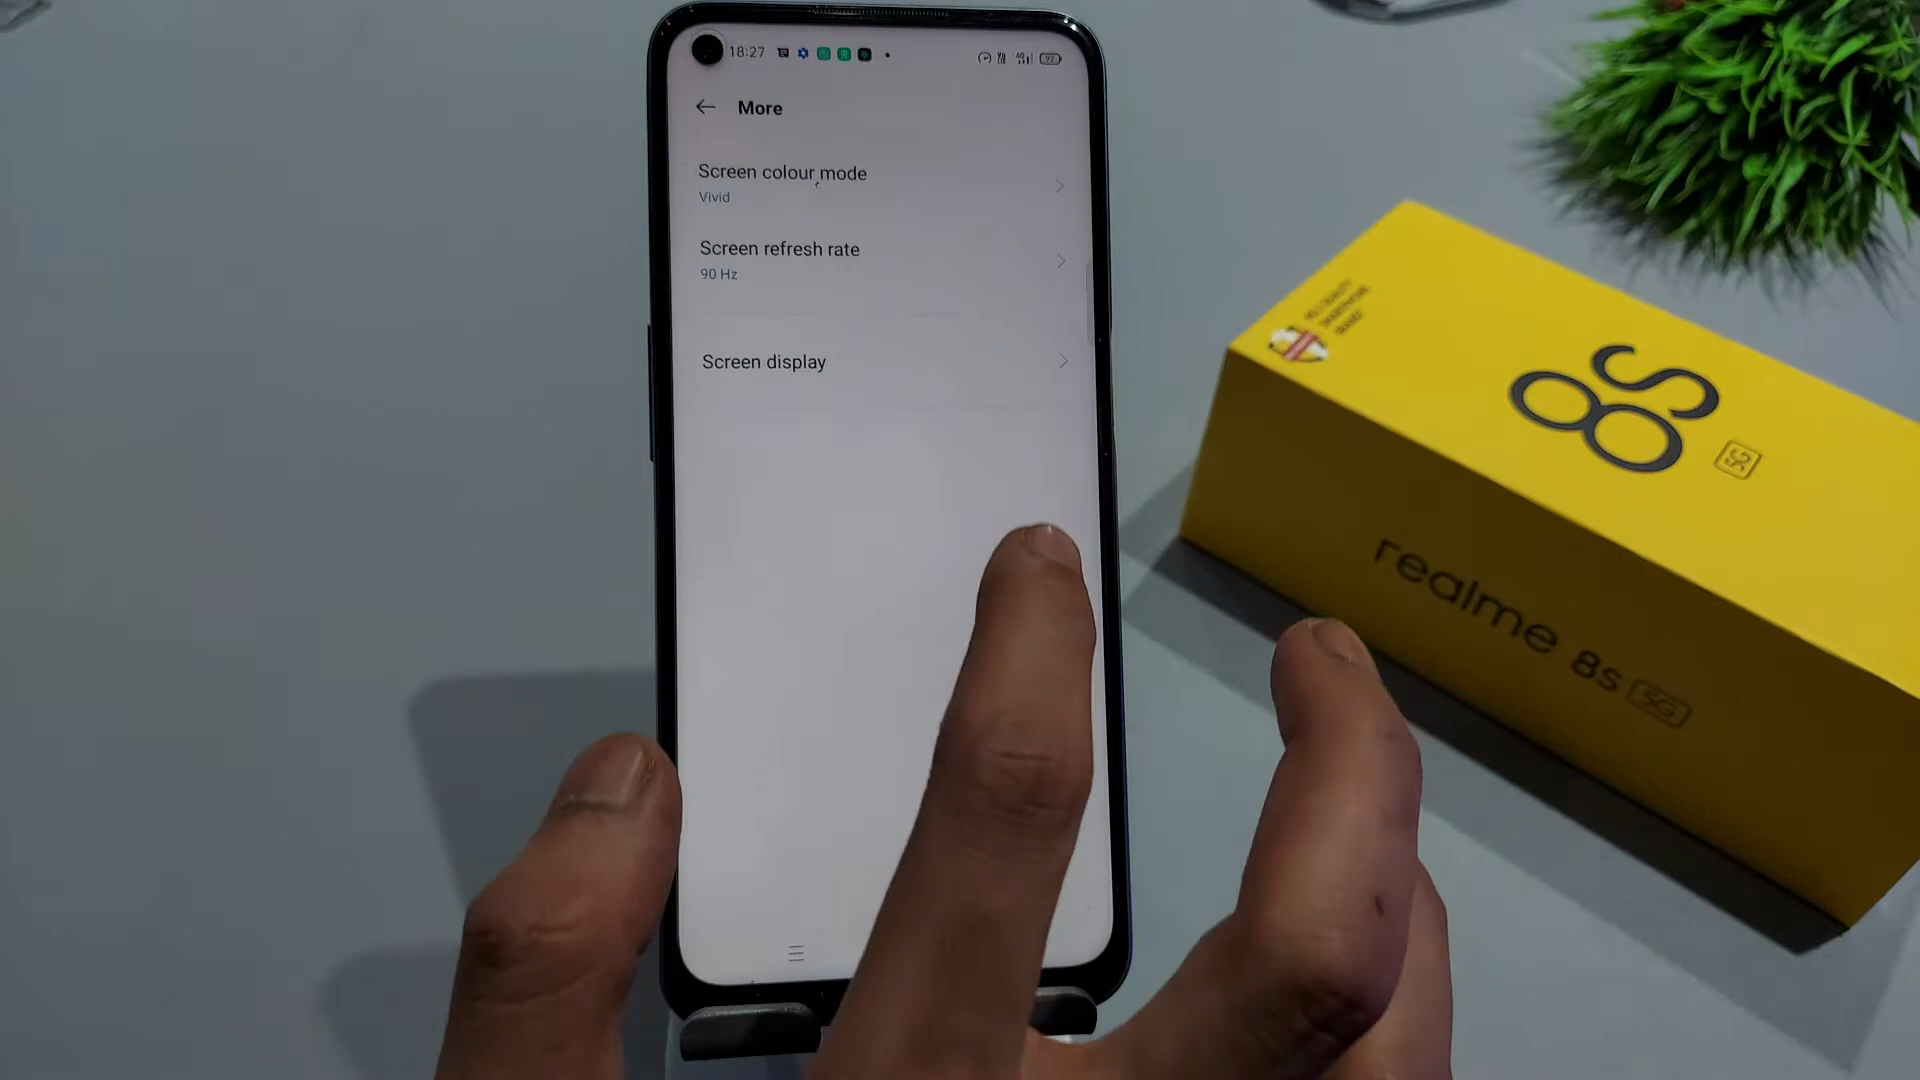 18:27
More
Screen colour mode
Vivid
Screen refresh rate
90 Hz
Screen display
8S
5G
realme 8s 5G